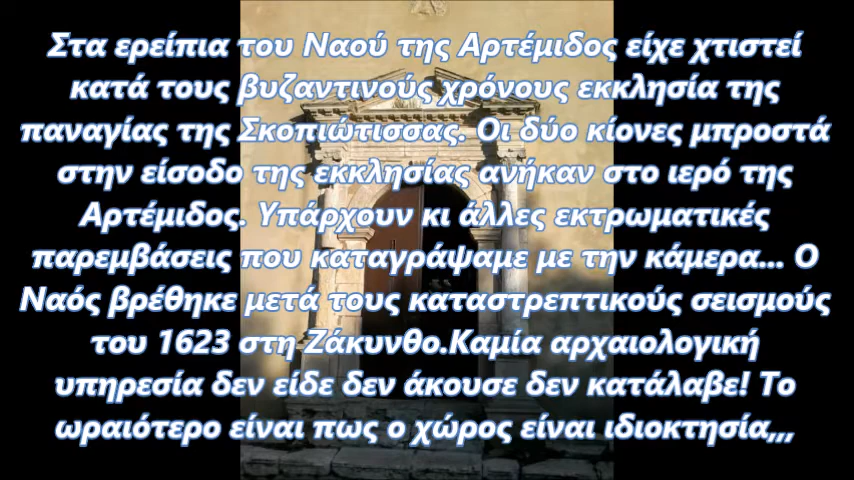 Στα ερείπια του Ναού της Αρτέμιδος είχε χτιστεί
κατά τους βυζαντινούς χρόνους εκκλησία της
παναγίας της Σκοπιώτισσας. Οι δύο κίονες μπροστά
στην είσοδο της εκκλησίας ανήκαν στο ιερό της
Αρτέμιδος. Υπάρχουν κι άλλες εκτρωματικές
παρεμβάσεις που καταγράψαμε με την κάμερα... Ο
Ναός βρέθηκε μετά τους καταστρεπτικούς σεισμούς
του 1623 στη Ζάκυνθο.Καμία αρχαιολογική
υπηρεσία δεν είδε δεν άκουσε δεν κατάλαβε! Το
ωραιότερο είναι πως ο χώρος είναι ιδιοκτησία,,,